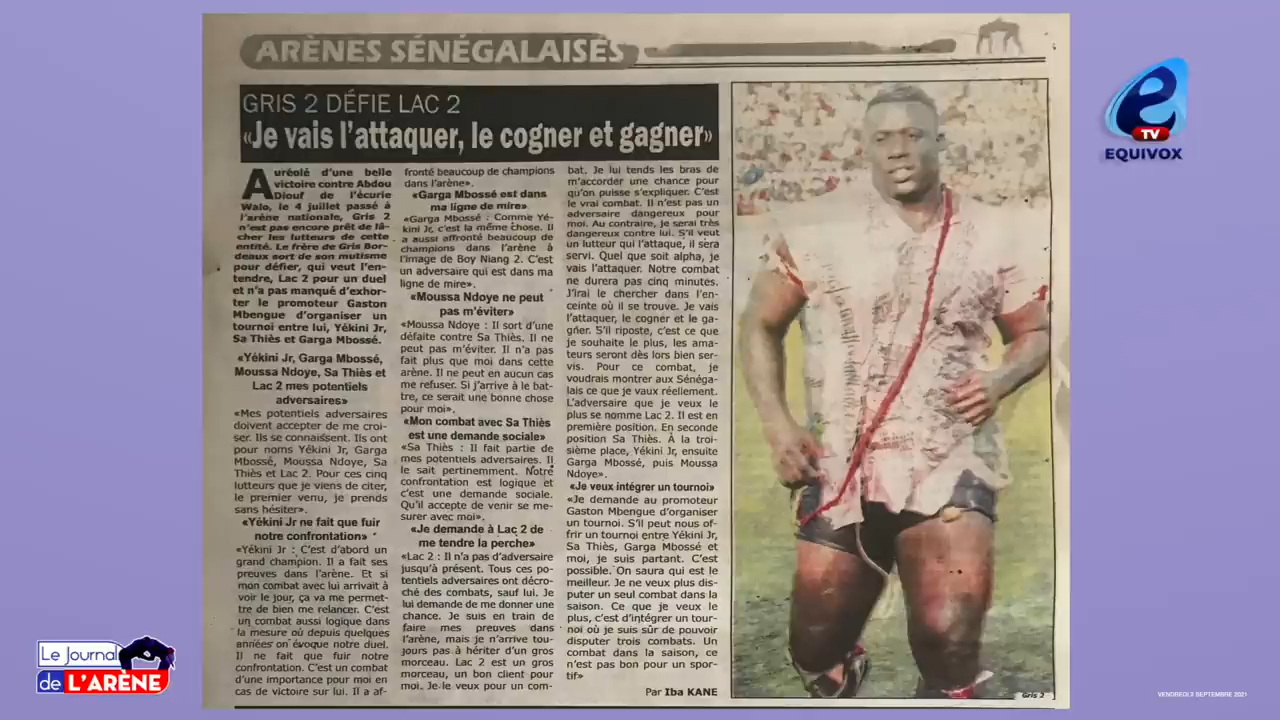 ARÈNES SÉNÉGALAISES
GRIS 2 DÉFIE LAC 2
«Je vais l'attaquer, le cogner et gagner»
Auréolé d'une belle
victoire contre Abdou
Diouf de l'écurie
Walo, le 4 juillet passé à
l'arène nationale, Gris 2
n'est pas encore prêt de lâ-
cher les lutteurs de cette
entité. Le frère de Gris Bor-
deaux sort de son mutisme
pour défier, qui veut l'en-
tendre, Lac 2 pour un duel
et n'a pas manqué d'exhor-
ter le promoteur Gaston
Mbengue d'organiser un
tournoi entre lui, Yékini Jr,
Sa Thiès et Garga Mbossé.
«Yékini Jr, Garga Mbossé,
Moussa Ndoye, Sa Thiès et
Lac 2 mes potentiels
adversaires»
«Mes potentiels adversaires
doivent accepter de me croi-
ser. Ils se connaissent. Ils ont
pour noms Yékini Jr, Garga
Mbossé, Moussa Ndoye, Sa
Thiès et Lac 2. Pour ces cinq
lutteurs que je viens de citer,
le premier venu, je prends
sans hésiter».
«Yékini Jr ne fait que fuir
notre confrontation»
«Yékini Jr : C'est d'abord un
grand champion. Il a fait ses
preuves dans l'arène. Et si
mon combat avec lui arrivait à
voir le jour, ça va me permet-
tre de bien me relancer. C'est
un combat aussi logique dans
la mesure où depuis quelques
années on évoque notre duel.
Il ne fait que fuir notre
confrontation. C'est un combat
d'une importance pour moi en
cas de victoire sur lui. Il a af-
fronté beaucoup de champions
dans l'arène».
«Garga Mbossé est dans
ma ligne de mire»
«Garga Mbossé : Comme Yé-
kini Jr, c'est la même chose. Il
a aussi affronté beaucoup de
champions dans l'arène à
l'image de Boy Niang 2. C'est
un adversaire qui est dans ma
ligne de mire».
«Moussa Ndoye ne peut
pas m'éviter»
«Moussa Ndoye : Il sort d'une
défaite contre Sa Thiès. Il ne
peut pas m'éviter. Il n'a pas
fait plus que moi dans cette
arène. Il ne peut en aucun cas
me refuser. Si j'arrive à le bat-
tre, ce serait une bonne chose
pour moi».
«Mon combat avec Sa Thiès
est une demande sociale»
«Sa Thiès : Il fait partie de
mes potentiels adversaires. Il
le sait pertinemment. Notre
confrontation est logique et
c'est une demande sociale.
Qu'il accepte de venir se me-
surer avec moi».
«Je demande à Lac 2 de
me tendre la perche»
«Lac 2 : Il n'a pas d'adversaire
jusqu'à présent. Tous ces po-
tentiels adversaires ont décro-
ché des combats, sauf lui. Je
lui demande de me donner une
chance. Je suis en train de
faire mes preuves dans
l'arène, mais je n'arrive tou-
jours pas à hériter d'un gros
morceau. Lac 2 est un gros
morceau, un bon client pour
moi. Je le veux pour un com-
bat. Je lui tends les bras de
m'accorder une chance pour
qu'on puisse s'expliquer. C'est
le vrai combat. Il n'est pas un
adversaire dangereux pour
moi. Au contraire, je serai très
dangereux contre lui. S'il veut
un lutteur qui l'attaque, il sera
servi. Quel que soit alpha, je
vais l'attaquer. Notre combat
ne durera pas cinq minutes.
J'irai le chercher dans l'en-
ceinte où il se trouve. Je vais
l'attaquer, le cogner et le ga-
gner. S'il riposte, c'est ce que
je souhaite le plus, les ama-
teurs seront dès lors bien ser-
vis. Pour ce combat, je
voudrais montrer aux Sénéga-
lais ce que je vaux réellement.
L'adversaire que je veux le
plus se nomme Lac 2. Il est en
première position. En seconde
position Sa Thiès. À la troi-
sième place, Yékini Jr, ensuite
Garga Mbossé, puis Moussa
Ndoye».
«Je veux intégrer un tournoi»
«Je demande au promoteur
Gaston Mbengue d'organiser
un tournoi. S'il peut nous of-
frir un tournoi entre Yékini Jr,
Sa Thiès, Garga Mbossé et
moi, je suis partant. C'est
possible. On saura qui est le
meilleur. Je ne veux plus dis-
puter un seul combat dans la
saison. Ce que je veux le
plus, c'est d'intégrer un tour-
noi où je suis sûr de pouvoir
disputer trois combats. Un
combat dans la saison, ce
n'est pas bon pour un spor-
tif»
Par Iba KANE
Gris 2
e
TV
EQUIVOX
Le Journal
de L'ARÈNE
VENDREDI 3 SEPTEMBRE 2021